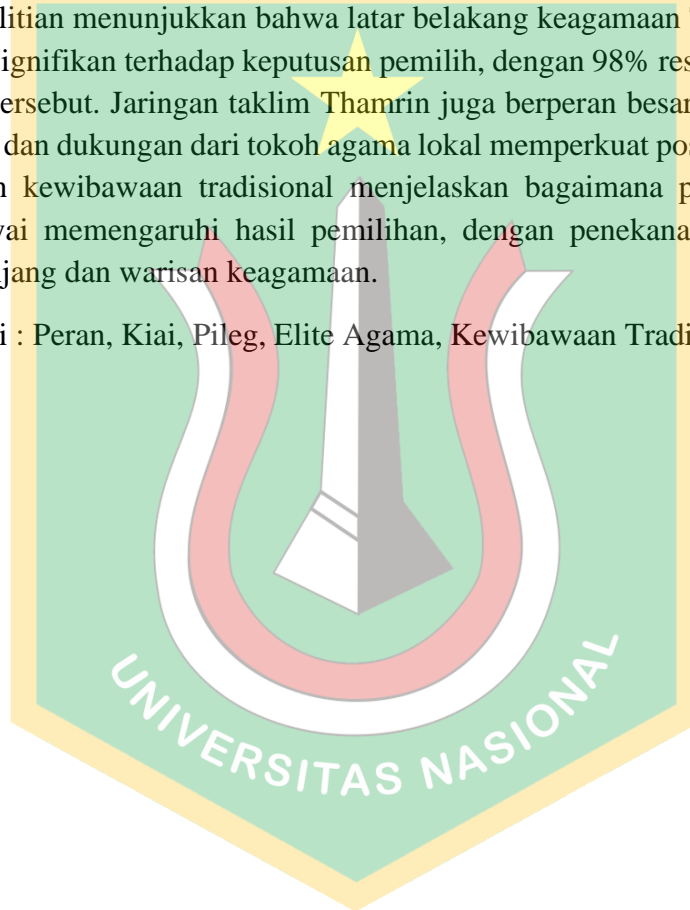 litian menunjukkan bahwa latar belakang keagamaan
ignifikan terhadap keputusan pemilih, dengan 98% res
ersebut. Jaringan taklim Thamrin juga berperan besar
dan dukungan dari tokoh agama lokal memperkuat pos
kewibawaan tradisional menjelaskan bagaimana p
memengaruhi hasil pemilihan, dengan penekana
jang dan warisan keagamaan.
i : Peran, Kiai, Pileg, Elite Agama, Kewibawaan Tradi
UNIVERSITAS NASIONAL